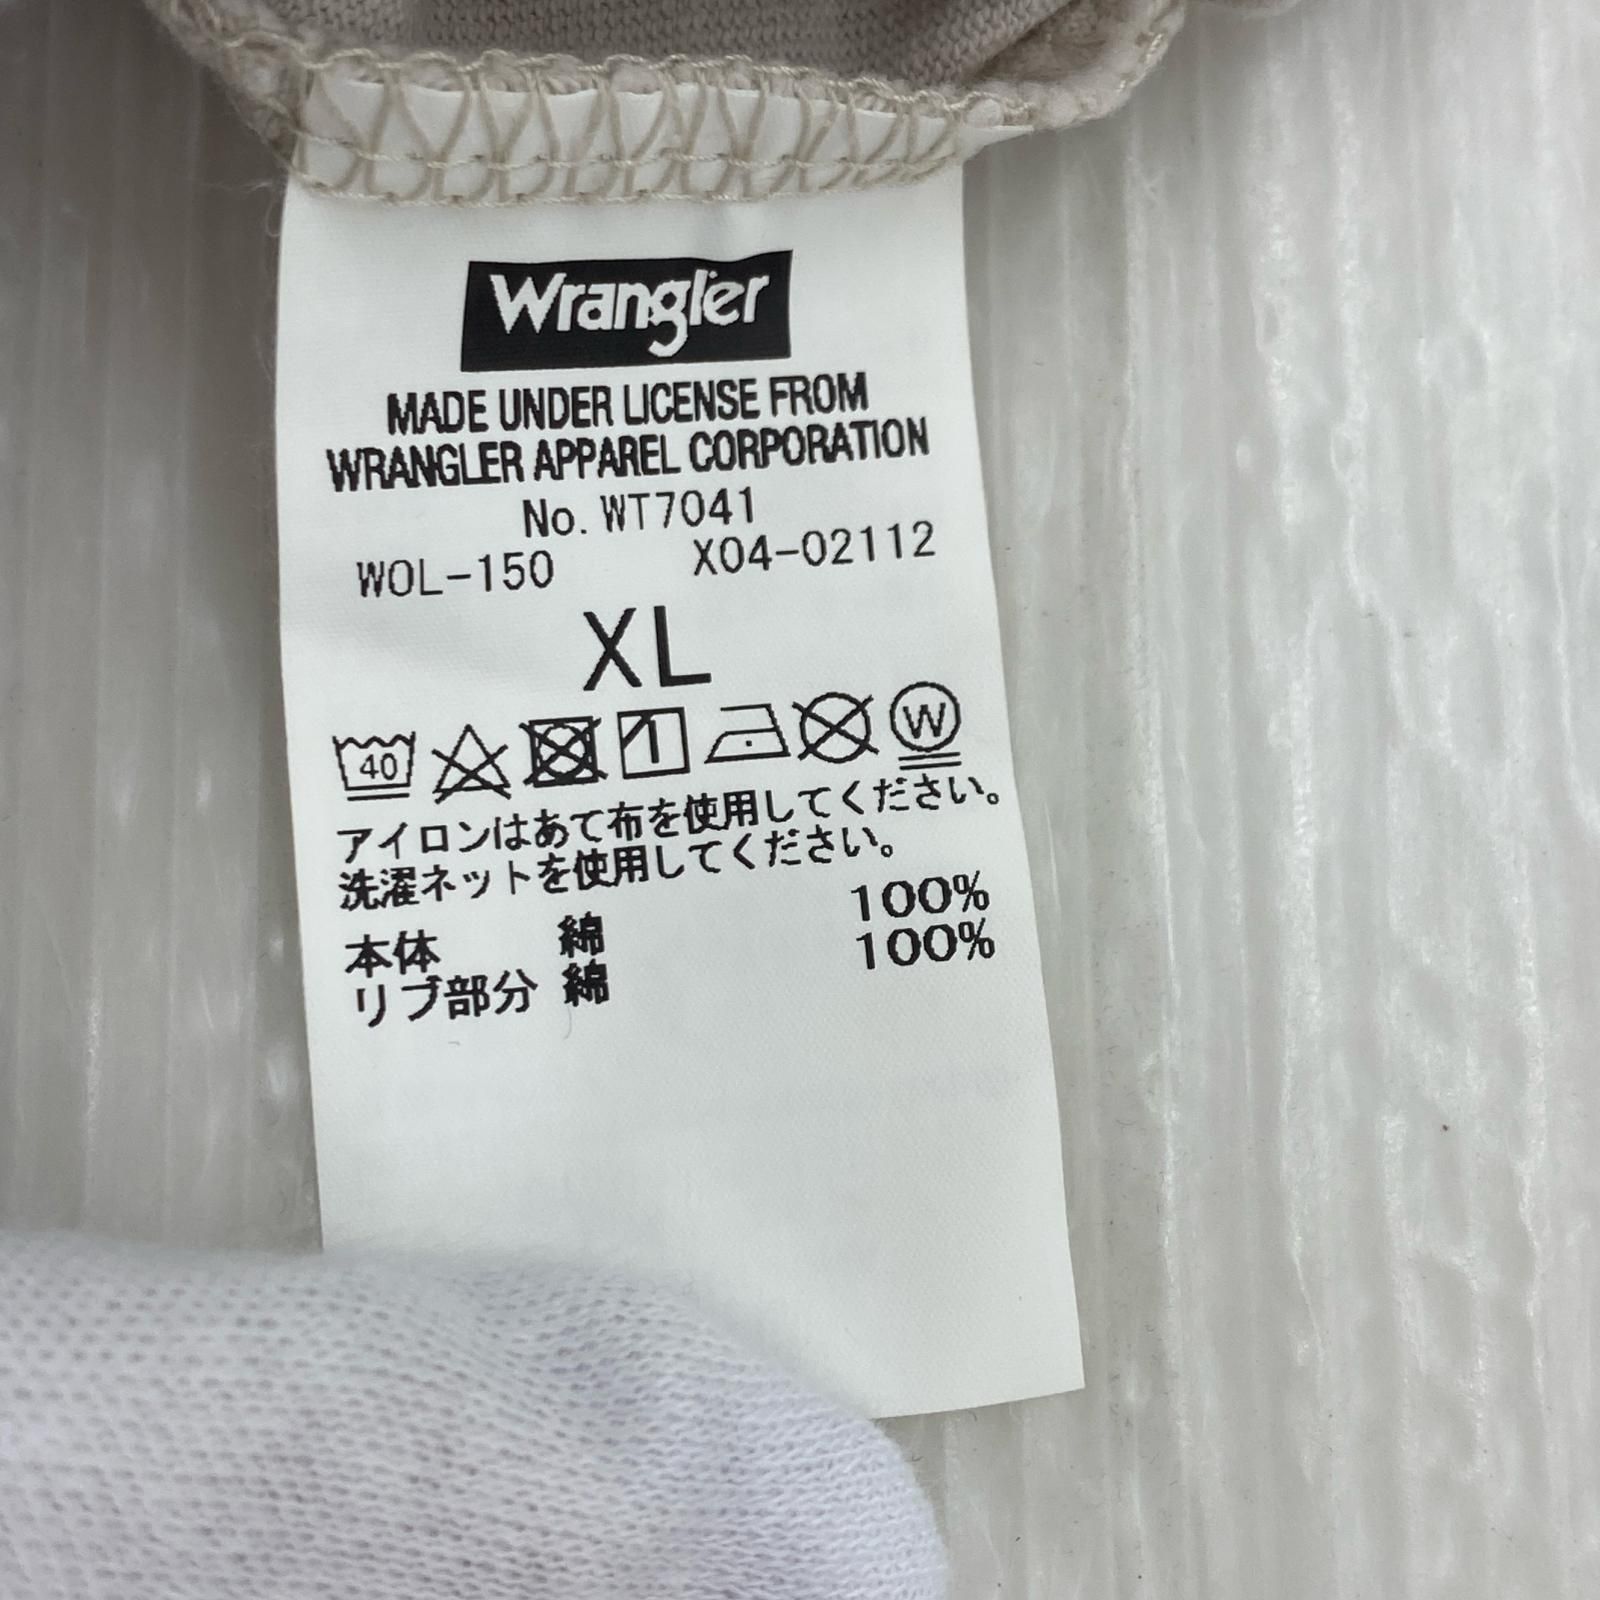 Wrangler
MADE UNDER LICENSE FROM
WRANGLER APPAREL CORPORATION
No. WT7041
WOL-150 X04-02112
XL
40 1 W
アイロンはあて布を使用してください。
洗濯ネットを使用してください。
本体 綿 100%
リブ部分 綿 100%